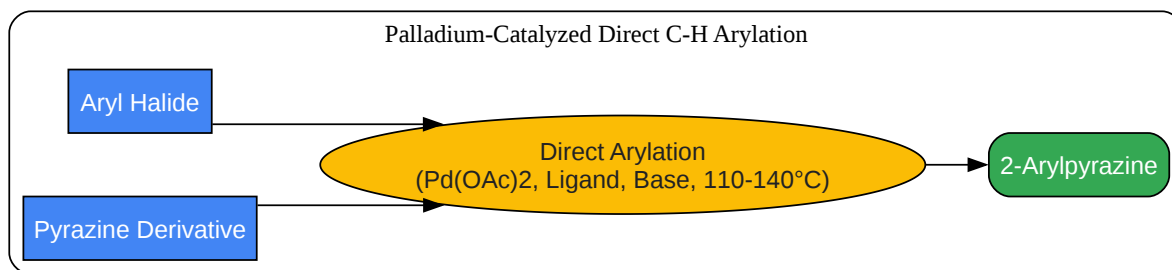 Palladium-Catalyzed Direct C-H Arylation
Aryl Halide
Direct Arylation
(Pd(OAc)2, Ligand, Base, 110-140°C)
2-Arylpyrazine
Pyrazine Derivative